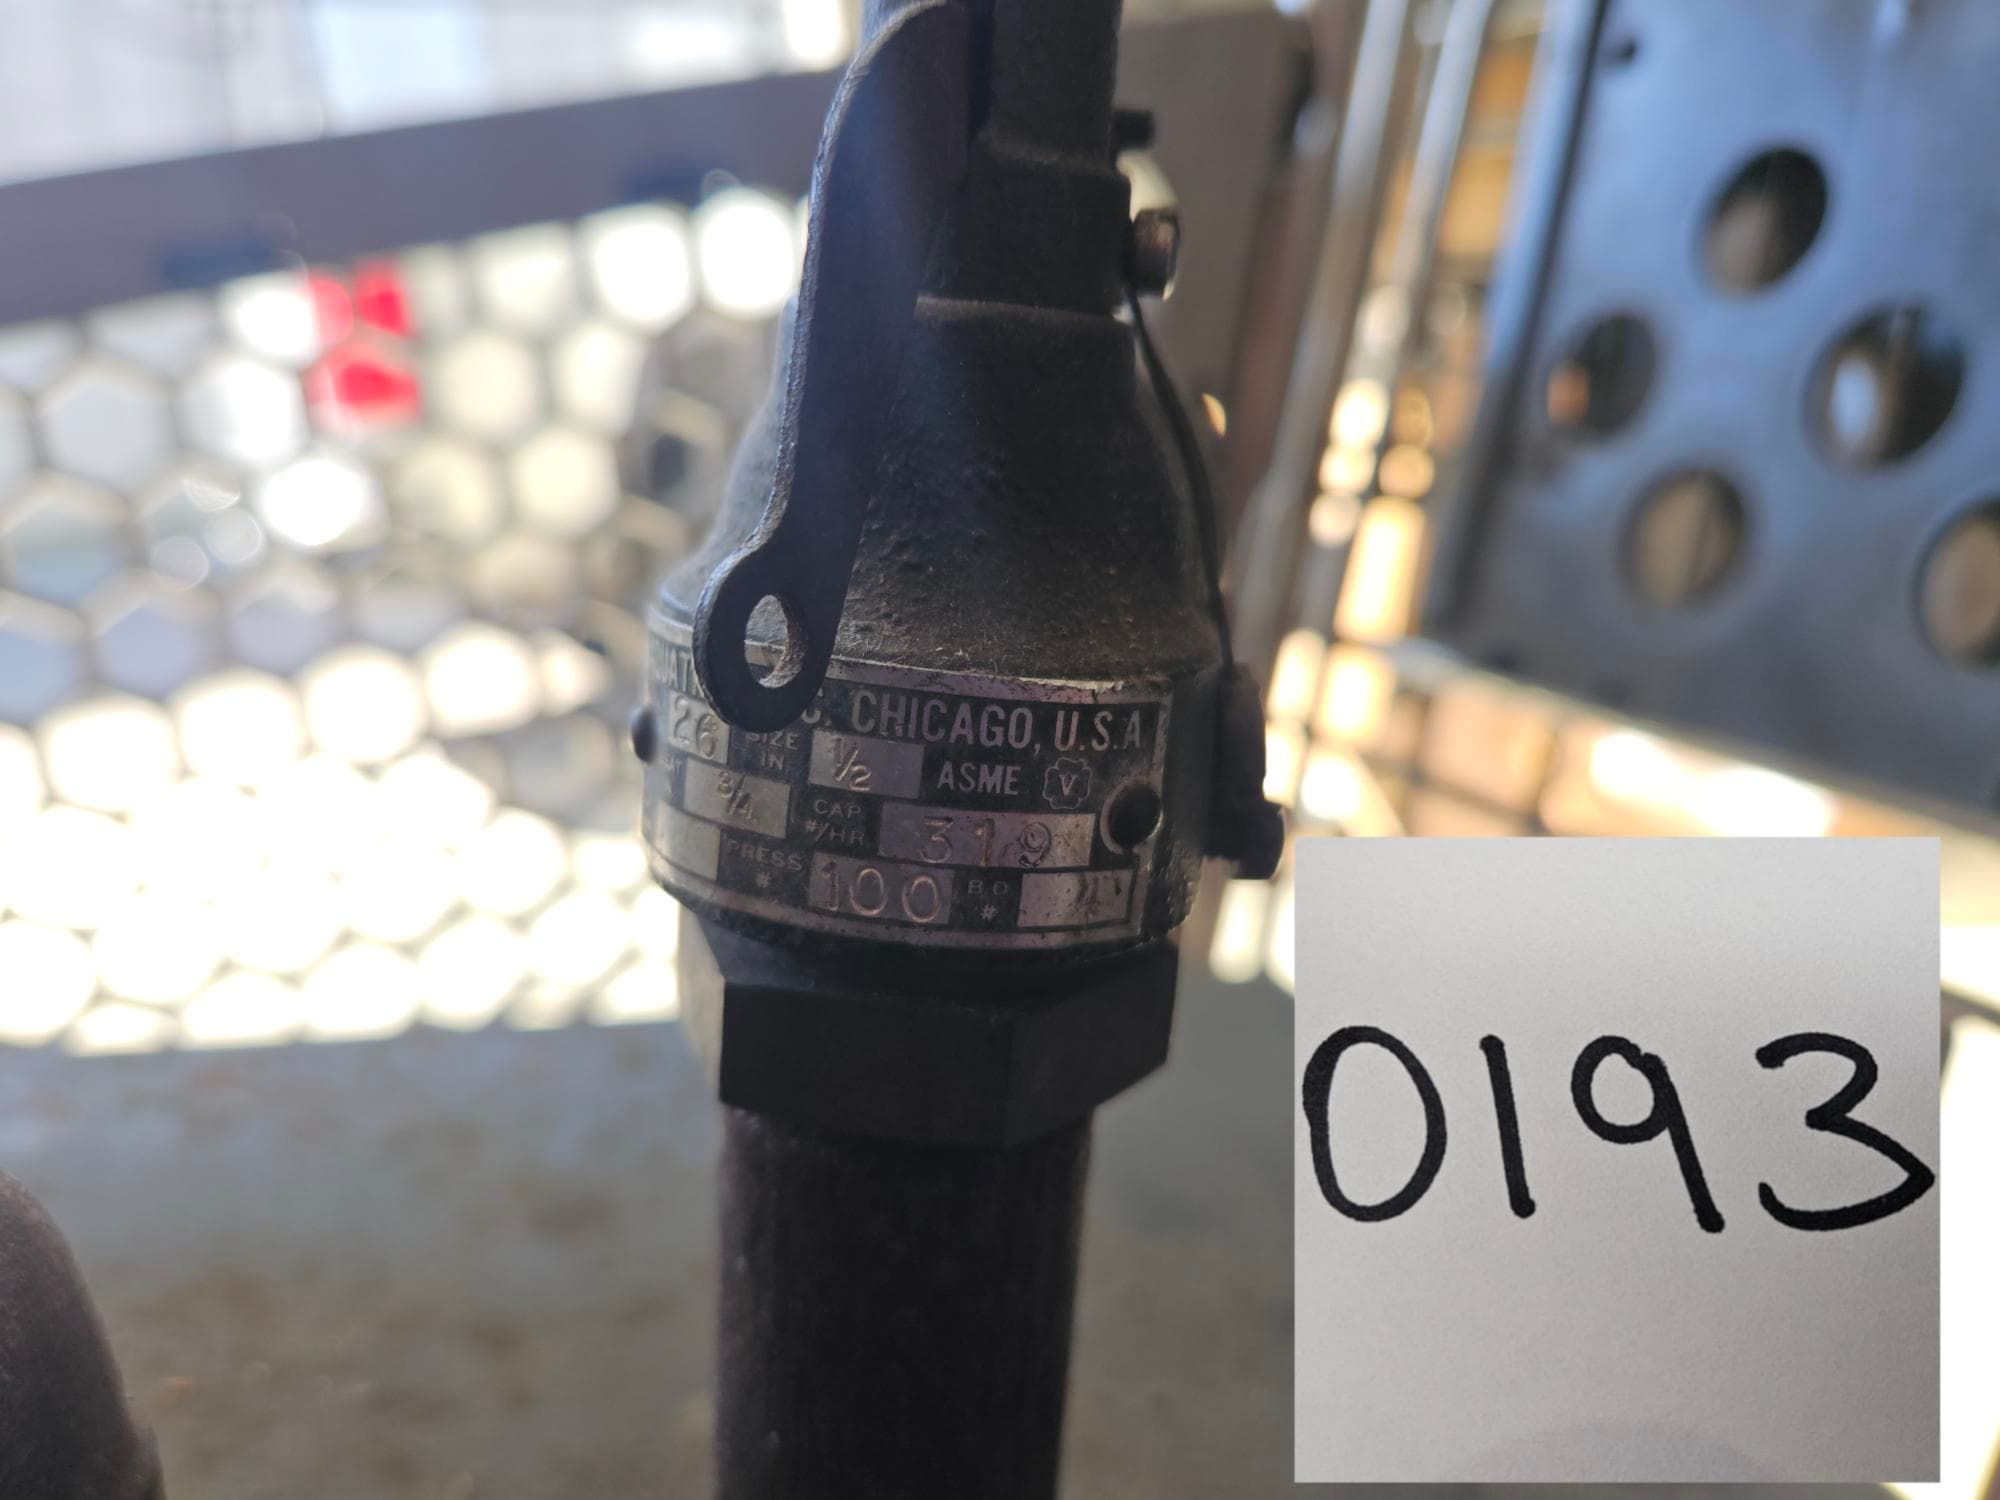 C. CHICAGO, U.S.A
26 SIZE IN 1/2 ASME V
3/4 CAP #/HR 319
PRESS # 100 B.D. #
0193